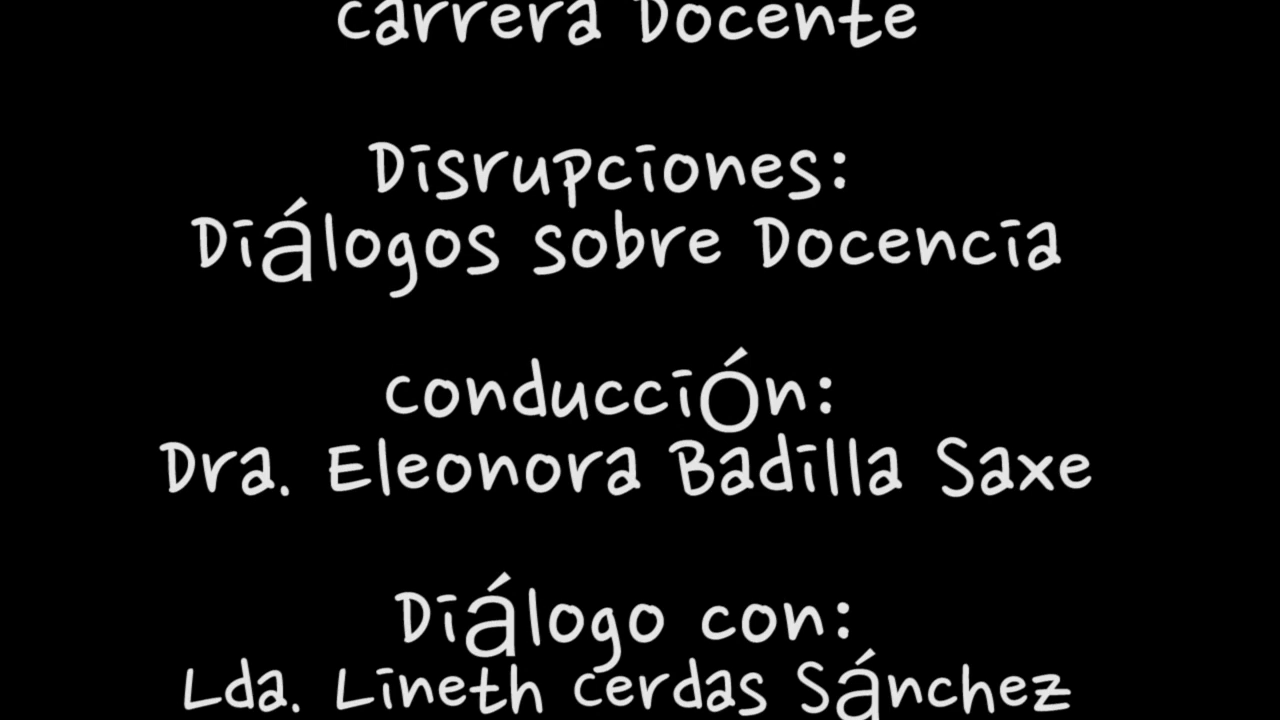 Carrera Docente
Disrupciones:
Diálogos sobre Docencia
Conducción:
Dra. Eleonora Badilla Saxe
Diálogo con:
Lda. Lineth Cerdas Sánchez